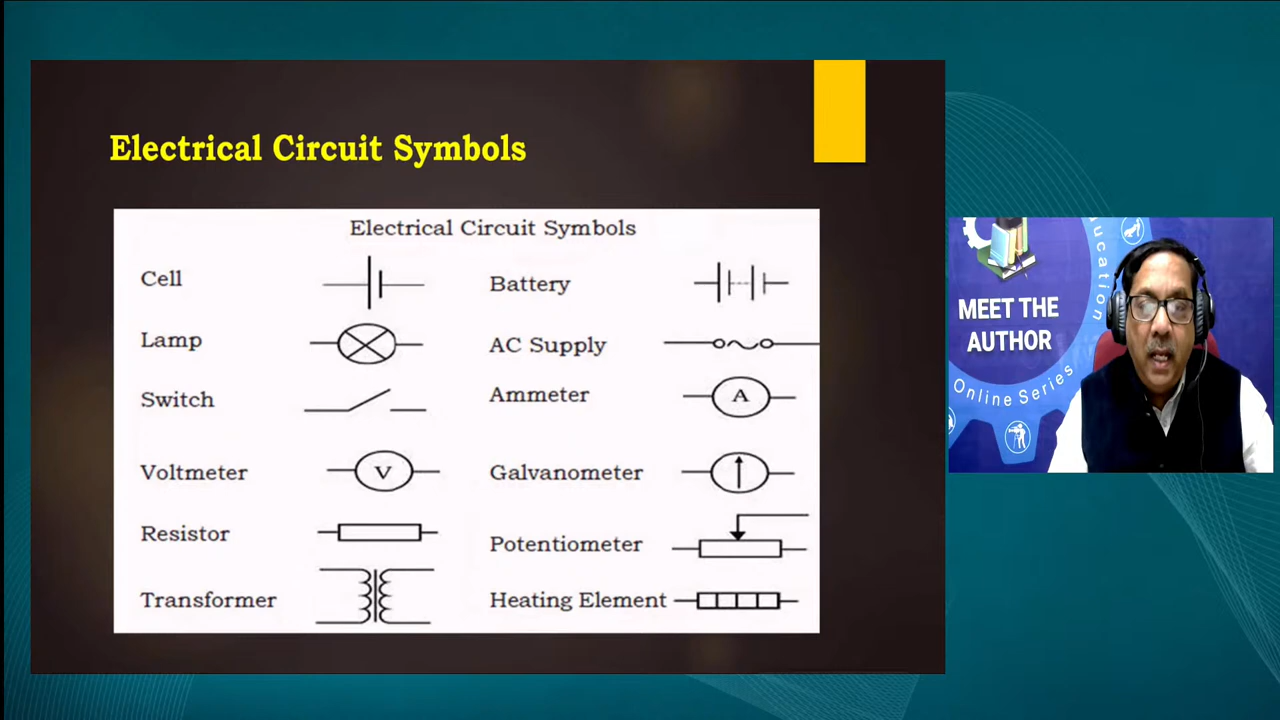 Electrical Circuit Symbols
Electrical Circuit Symbols
Cell
Battery
Lamp
AC Supply
Switch
Ammeter
A
Voltmeter
V
Galvanometer
Resistor
Potentiometer
Transformer
Heating Element
MEET THE
AUTHOR
Online Series
ucation